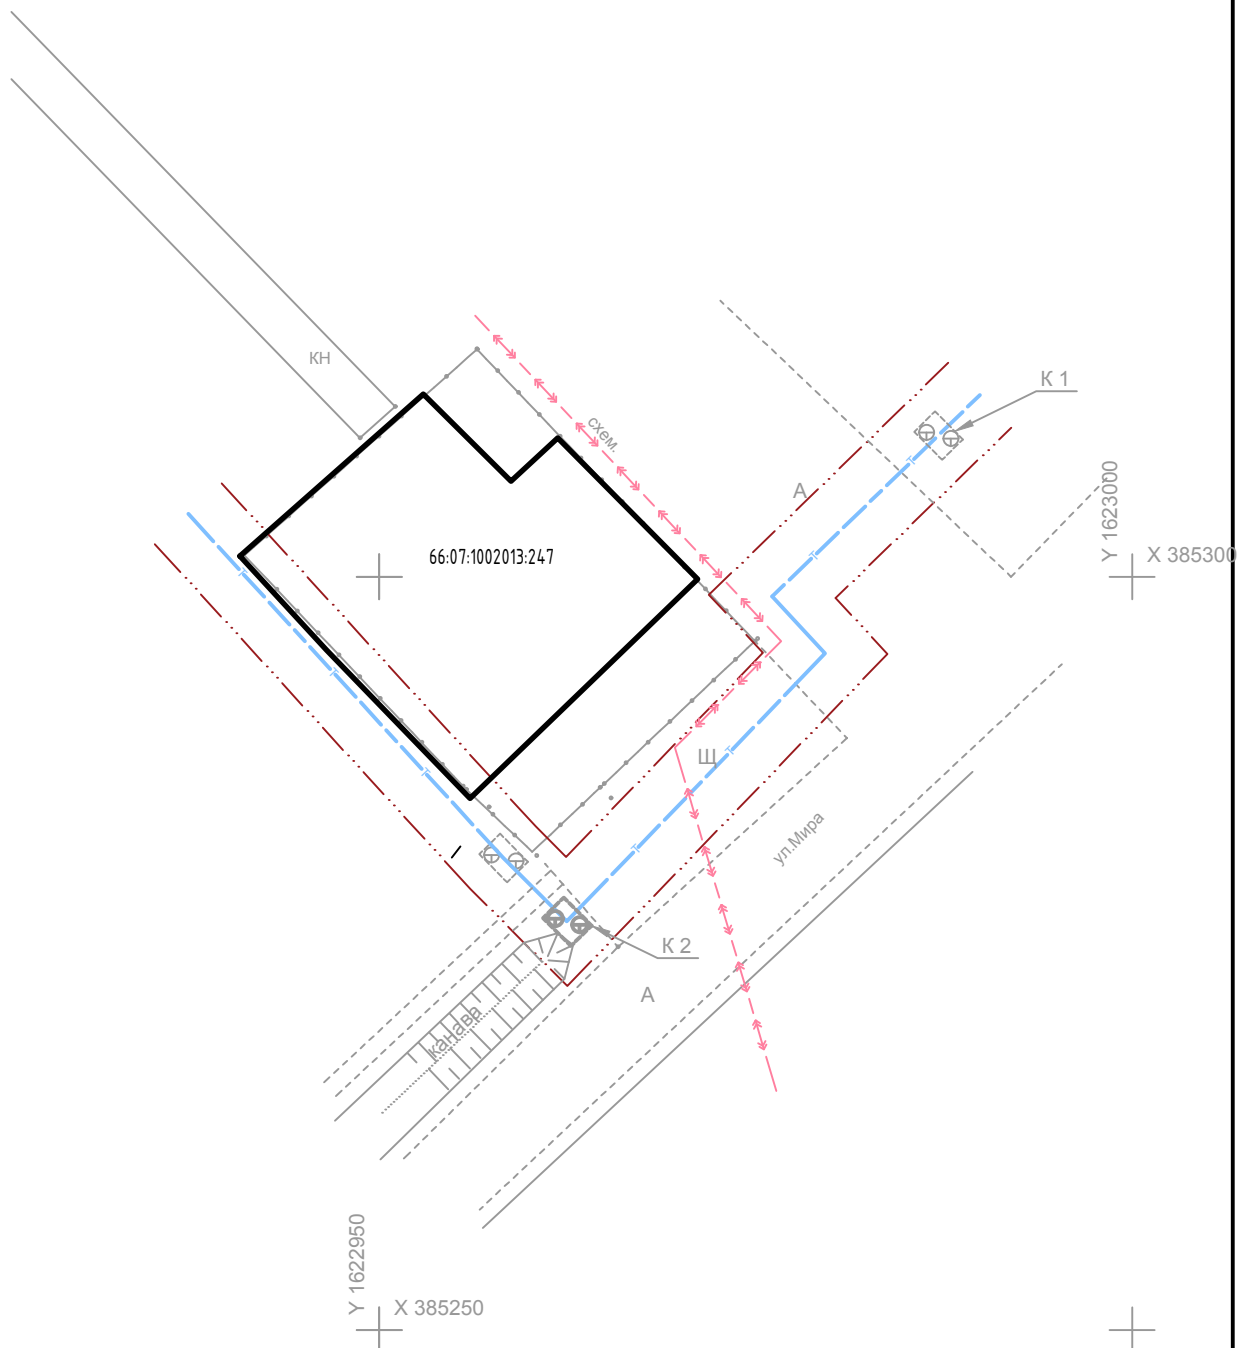 КН
К 1
схем.
А
Y 1623000
X 385300
66:07:1002013:247
Т
Т
Т
Т
Т
Т
Т
Щ
ул.Мира
К 2
А
канава
Y 1622950
X 385250